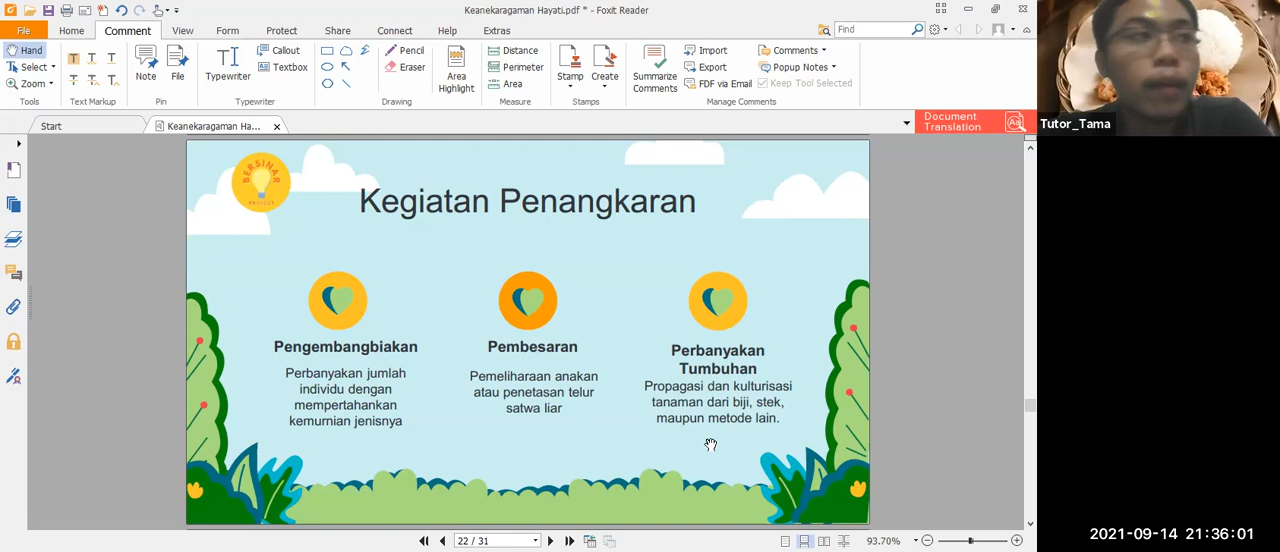 Keanekaragaman Hayati.pdf * - Foxit Reader
File Home Comment View Form Protect Share Connect Help Extras
Find
Hand
Select
Zoom
Tools
T T T
T T T
Text Markup
Note
File
Pin
Typewriter
Callout
Textbox
Typewriter
Pencil
Eraser
Drawing
Area Highlight
Distance
Perimeter
Area
Measure
Stamp
Create
Stamps
Summarize Comments
Import
Export
FDF via Email
Comments
Popup Notes
Keep Tool Selected
Manage Comments
Start
Keanekaragaman Ha...
Document
Translation
Tutor_Tama
BERSINAR
PROJECT
Kegiatan Penangkaran
Pengembangbiakan
Perbanyakan jumlah
individu dengan
mempertahankan
kemurnian jenisnya
Pembesaran
Pemeliharaan anakan
atau penetasan telur
satwa liar
Perbanyakan
Tumbuhan
Propagasi dan kulturisasi
tanaman dari biji, stek,
maupun metode lain.
22 / 31
93.70%
2021-09-14 21:36:01